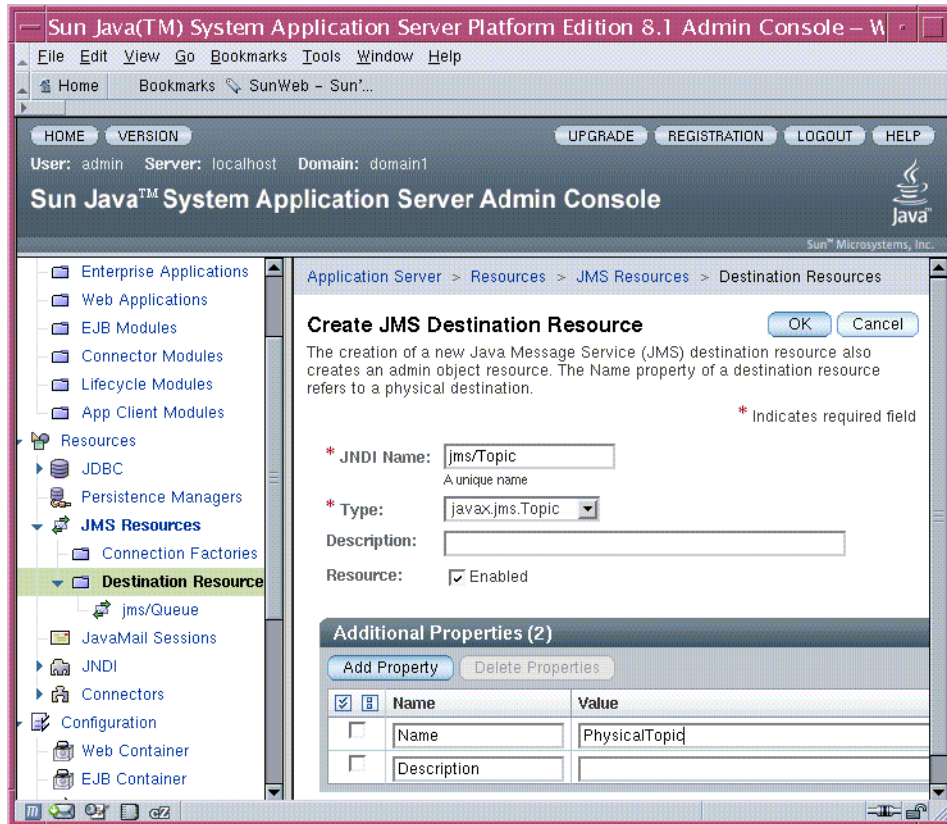 Sun Java(TM) System Application Server Platform Edition 8.1 Admin Console – W
File Edit View Go Bookmarks Tools Window Help
Home Bookmarks SunWeb – Sun'...
HOME VERSION UPGRADE REGISTRATION LOGOUT HELP
User: admin Server: localhost Domain: domain1
Sun Java™ System Application Server Admin Console
Java™
Sun™ Microsystems, Inc.
Enterprise Applications
Web Applications
EJB Modules
Connector Modules
Lifecycle Modules
App Client Modules
Resources
JDBC
Persistence Managers
JMS Resources
Connection Factories
Destination Resource
jms/Queue
JavaMail Sessions
JNDI
Connectors
Configuration
Web Container
EJB Container
Application Server > Resources > JMS Resources > Destination Resources
Create JMS Destination Resource OK Cancel
The creation of a new Java Message Service (JMS) destination resource also
creates an admin object resource. The Name property of a destination resource
refers to a physical destination.
* Indicates required field
* JNDI Name: jms/Topic
A unique name
* Type: javax.jms.Topic
Description:
Resource: Enabled
Additional Properties (2)
Add Property Delete Properties
Name Value
Name PhysicalTopic
Description